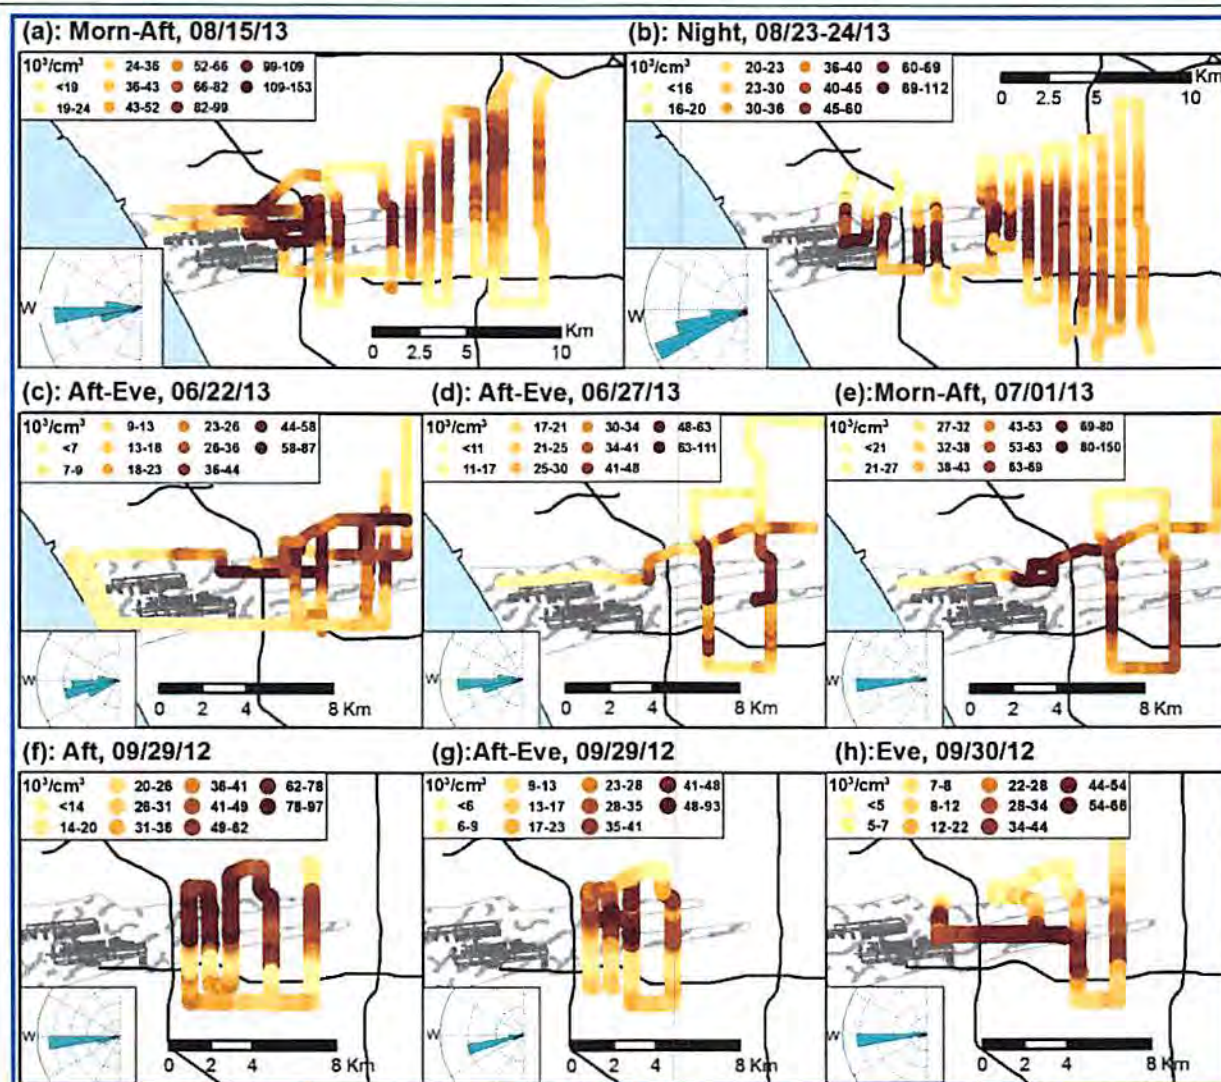 (a): Morn-Aft, 08/15/13
10³/cm³ 24-36 52-66 99-109
<19 36-43 66-82 109-153
19-24 43-52 82-99
W
Km
0 2.5 5 10
(b): Night, 08/23-24/13
10³/cm³ 20-23 36-40 60-69
<16 23-30 40-45 69-112
16-20 30-36 45-60
Km
0 2.5 5 10
W
(c): Aft-Eve, 06/22/13
10³/cm³ 9-13 23-26 44-58
<7 13-18 26-36 58-87
7-9 18-23 36-44
W
0 2 4 8 Km
(d): Aft-Eve, 06/27/13
10³/cm³ 17-21 30-34 48-63
<11 21-25 34-41 63-111
11-17 25-30 41-48
W
0 2 4 8 Km
(e):Morn-Aft, 07/01/13
10³/cm³ 27-32 43-53 69-80
<21 32-38 53-63 80-150
21-27 38-43 63-69
W
0 2 4 8 Km
(f): Aft, 09/29/12
10³/cm³ 20-26 36-41 62-78
<14 26-31 41-49 78-97
14-20 31-36 49-62
W
0 2 4 8 Km
(g):Aft-Eve, 09/29/12
10³/cm³ 9-13 23-28 41-48
<6 13-17 28-35 48-93
6-9 17-23 35-41
W
0 2 4 8 Km
(h):Eve, 09/30/12
10³/cm³ 7-8 22-28 44-54
<5 8-12 28-34 54-66
5-7 12-22 34-44
W
0 2 4 8 Km